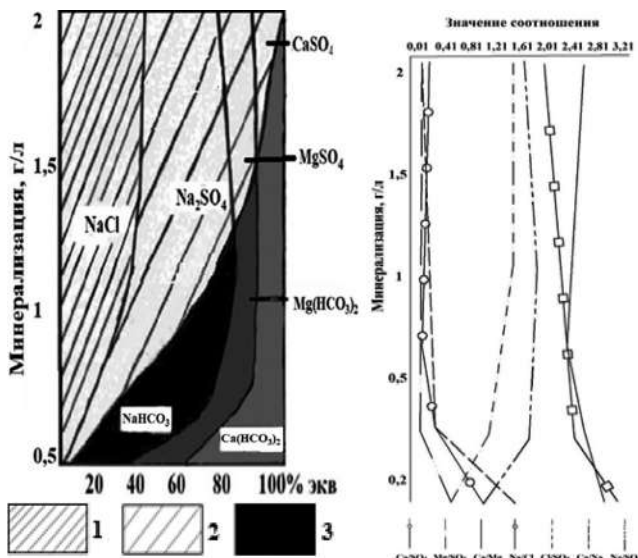 Минерализация, г/л
2
1,5
1
0,5
NaCl
Na₂SO₄
NaHCO₃
Ca(HCO₃)₂
CaSO₄
MgSO₄
Mg(HCO₃)₂
20 40 60 80 100% экв
1 2 3
Значение соотношения
0,01 0,41 0,81 1,21 1,61 2,01 2,41 2,81 3,21
Минерализация, г/л
2
1,5
1
0,5
0,2